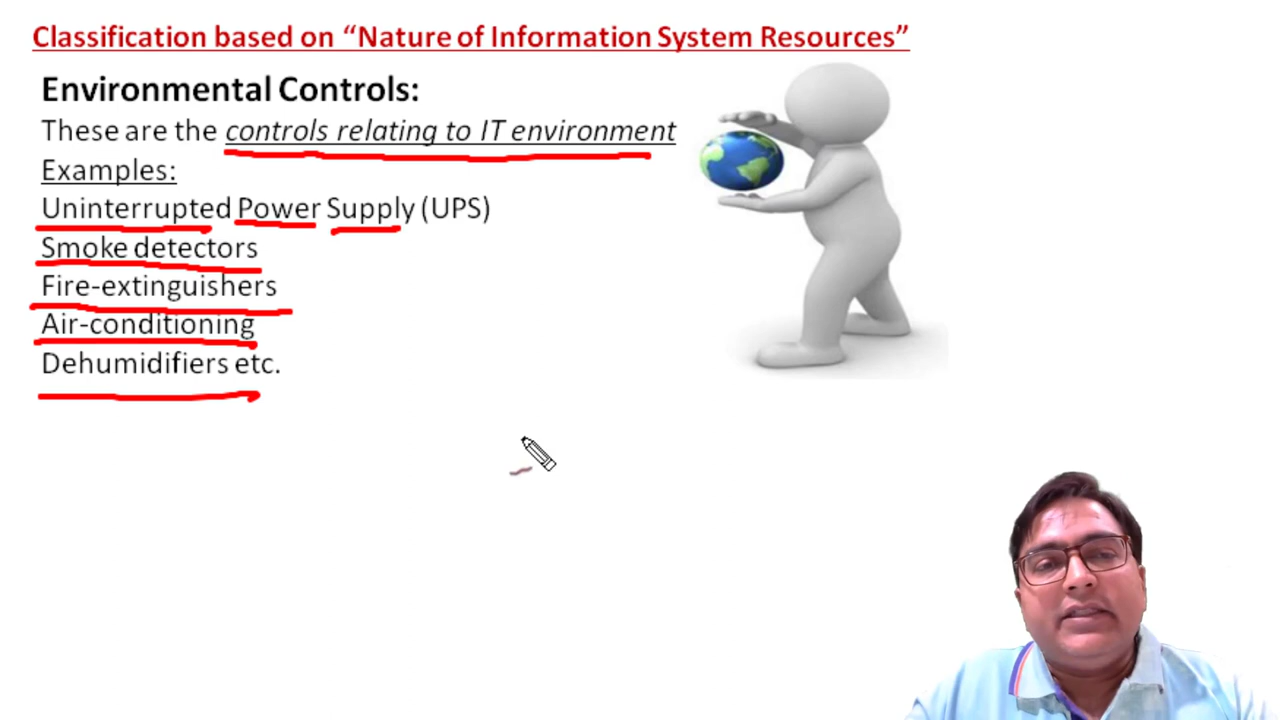 Classification based on “Nature of Information System Resources”
Environmental Controls:
These are the controls relating to IT environment
Examples:
Uninterrupted Power Supply (UPS)
Smoke detectors
Fire-extinguishers
Air-conditioning
Dehumidifiers etc.